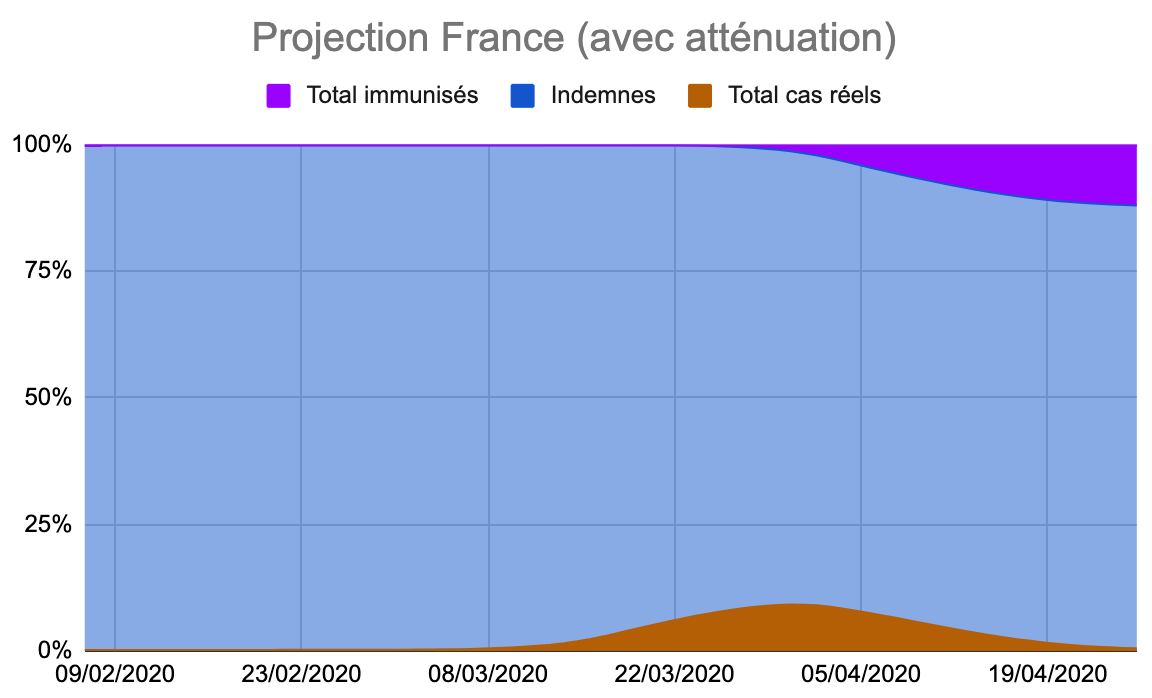 Projection France (avec atténuation)
Total immunisés Indemnes Total cas réels
100%
75%
50%
25%
0%
09/02/2020 23/02/2020 08/03/2020 22/03/2020 05/04/2020 19/04/2020